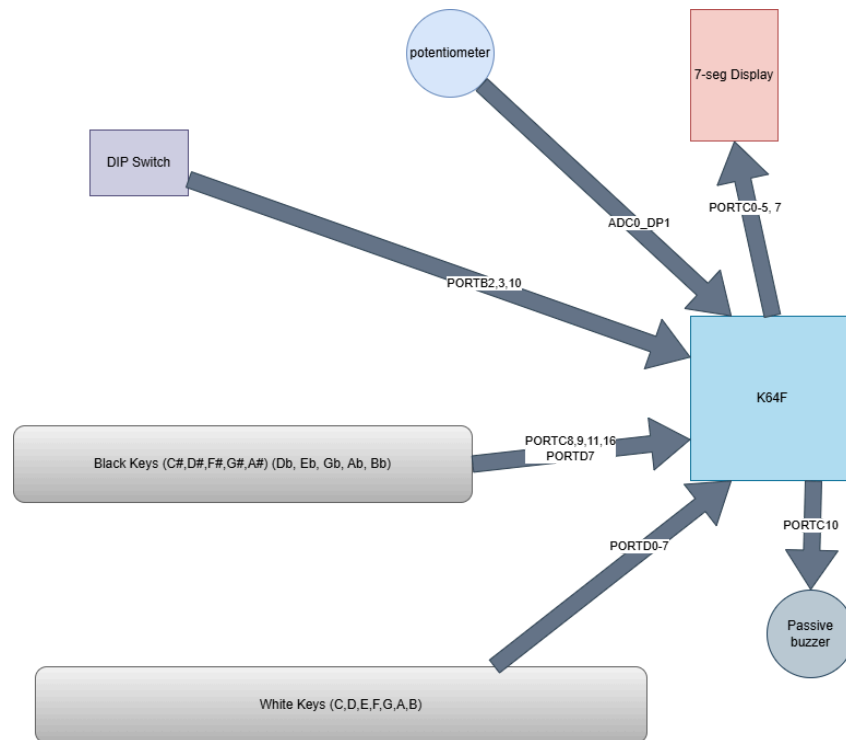 potentiometer
7-seg Display
DIP Switch
PORTC0-5, 7
ADC0_DP1
PORTB2,3,10
K64F
PORTC8,9,11,16
PORTD7
Black Keys (C#,D#,F#,G#,A#) (Db, Eb, Gb, Ab, Bb)
PORTC10
PORTD0-7
Passive
buzzer
White Keys (C,D,E,F,G,A,B)